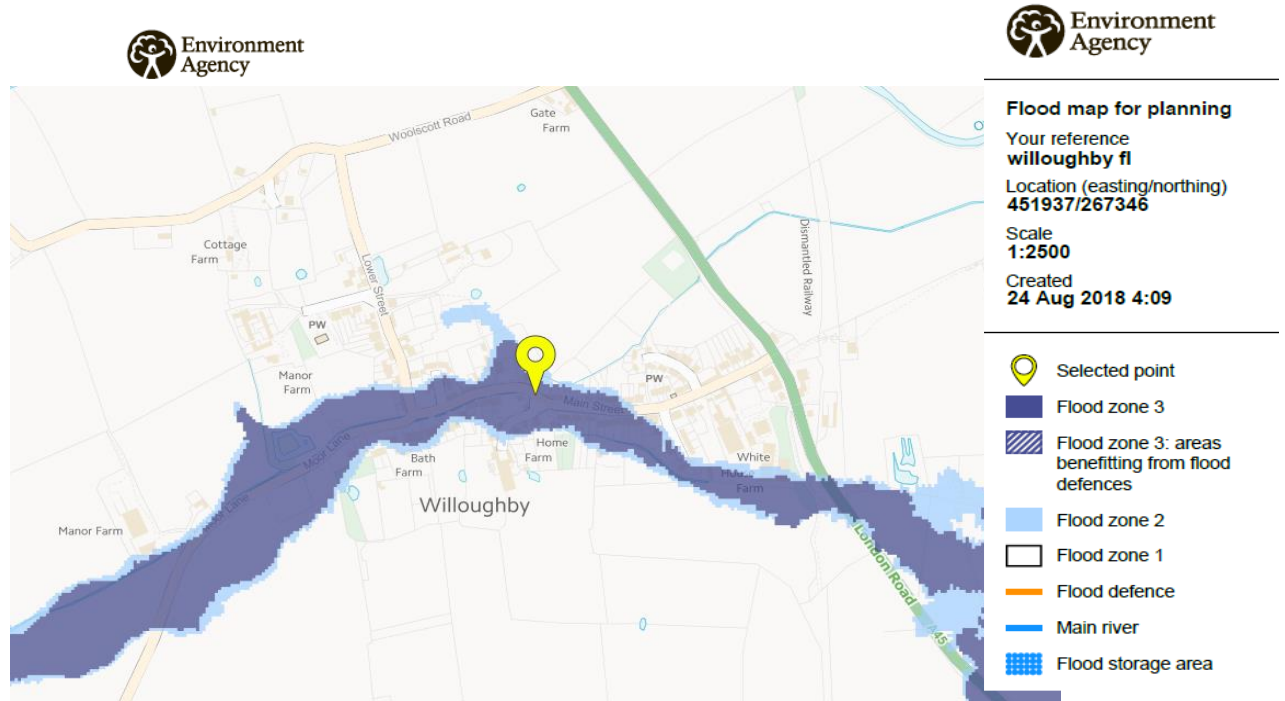 Environment
Agency
Environment
Agency
Flood map for planning
Your reference
willoughby fl
Location (easting/northing)
451937/267346
Scale
1:2500
Created
24 Aug 2018 4:09
Selected point
Flood zone 3
Flood zone 3: areas
benefitting from flood
defences
Flood zone 2
Flood zone 1
Flood defence
Main river
Flood storage area
Gate
Farm
Woolscott Road
Cottage
Farm
Lower Street
Dismantled Railway
PW
Manor
Farm
PW
Main Street
Moor Lane
Bath
Farm
Home
Farm
White
Farm
Willoughby
Manor Farm
Lane
London Road
A45